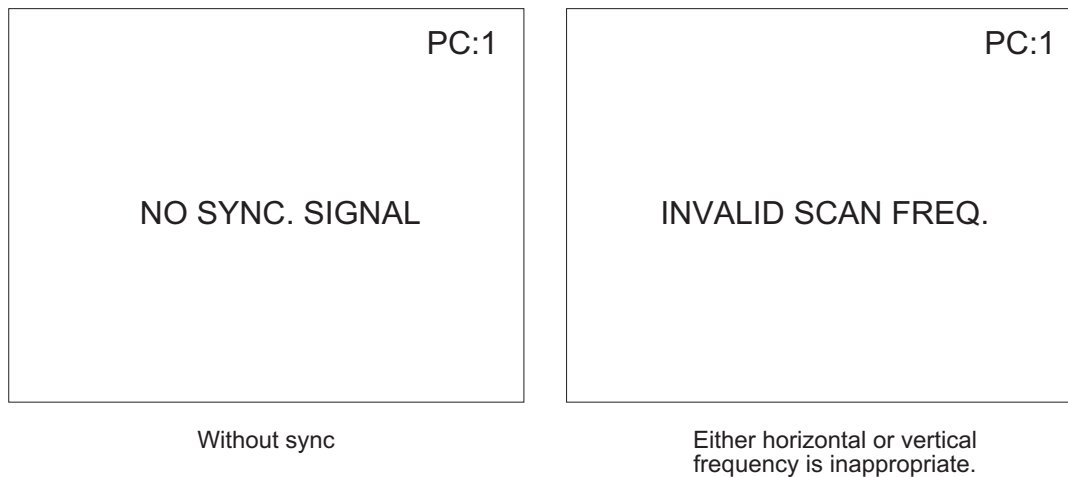 PC:1
NO SYNC. SIGNAL
Without sync
PC:1
INVALID SCAN FREQ.
Either horizontal or vertical
frequency is inappropriate.